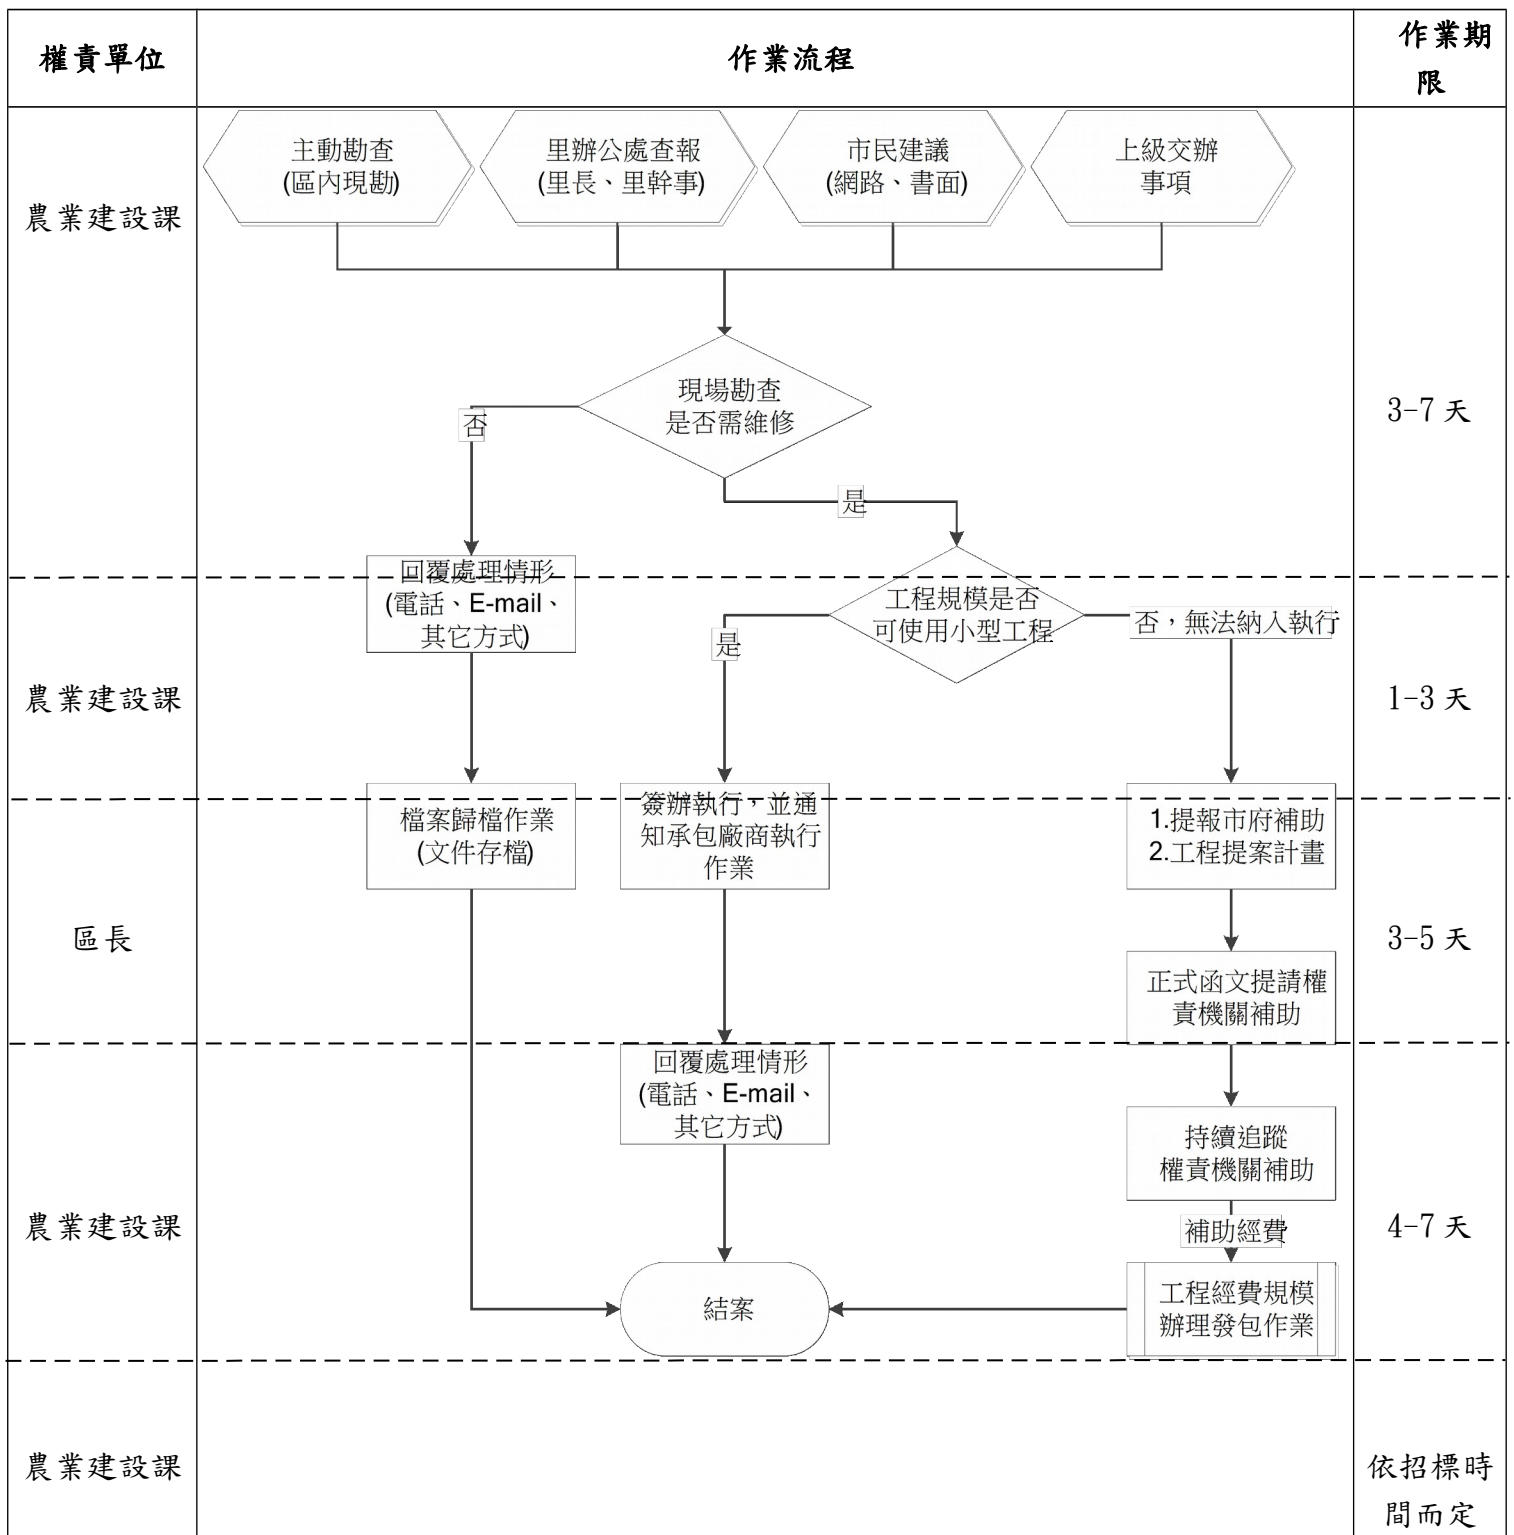 權責單位
作業流程
作業期
限
主動勘查
(區內現勘)
里辦公處查報
(里長、里幹事)
市民建議
(網路、書面)
上級交辦
事項
農業建設課
現場勘查
是否需維修
3-7天
否
是
回覆處理情形
(電話、E-mail、
其它方式)
工程規模是否
可使用小型工程
是
否，無法納入執行
農業建設課
1-3天
檔案歸檔作業
(文件存檔)
簽辦執行，並通
知承包廠商執行
作業
1.提報市府補助
2.工程提案計畫
區長
3-5天
正式函文提請權
責機關補助
回覆處理情形
(電話、E-mail、
其它方式)
持續追蹤
權責機關補助
農業建設課
補助經費
4-7天
結案
工程經費規模
辦理發包作業
農業建設課
依招標時
間而定